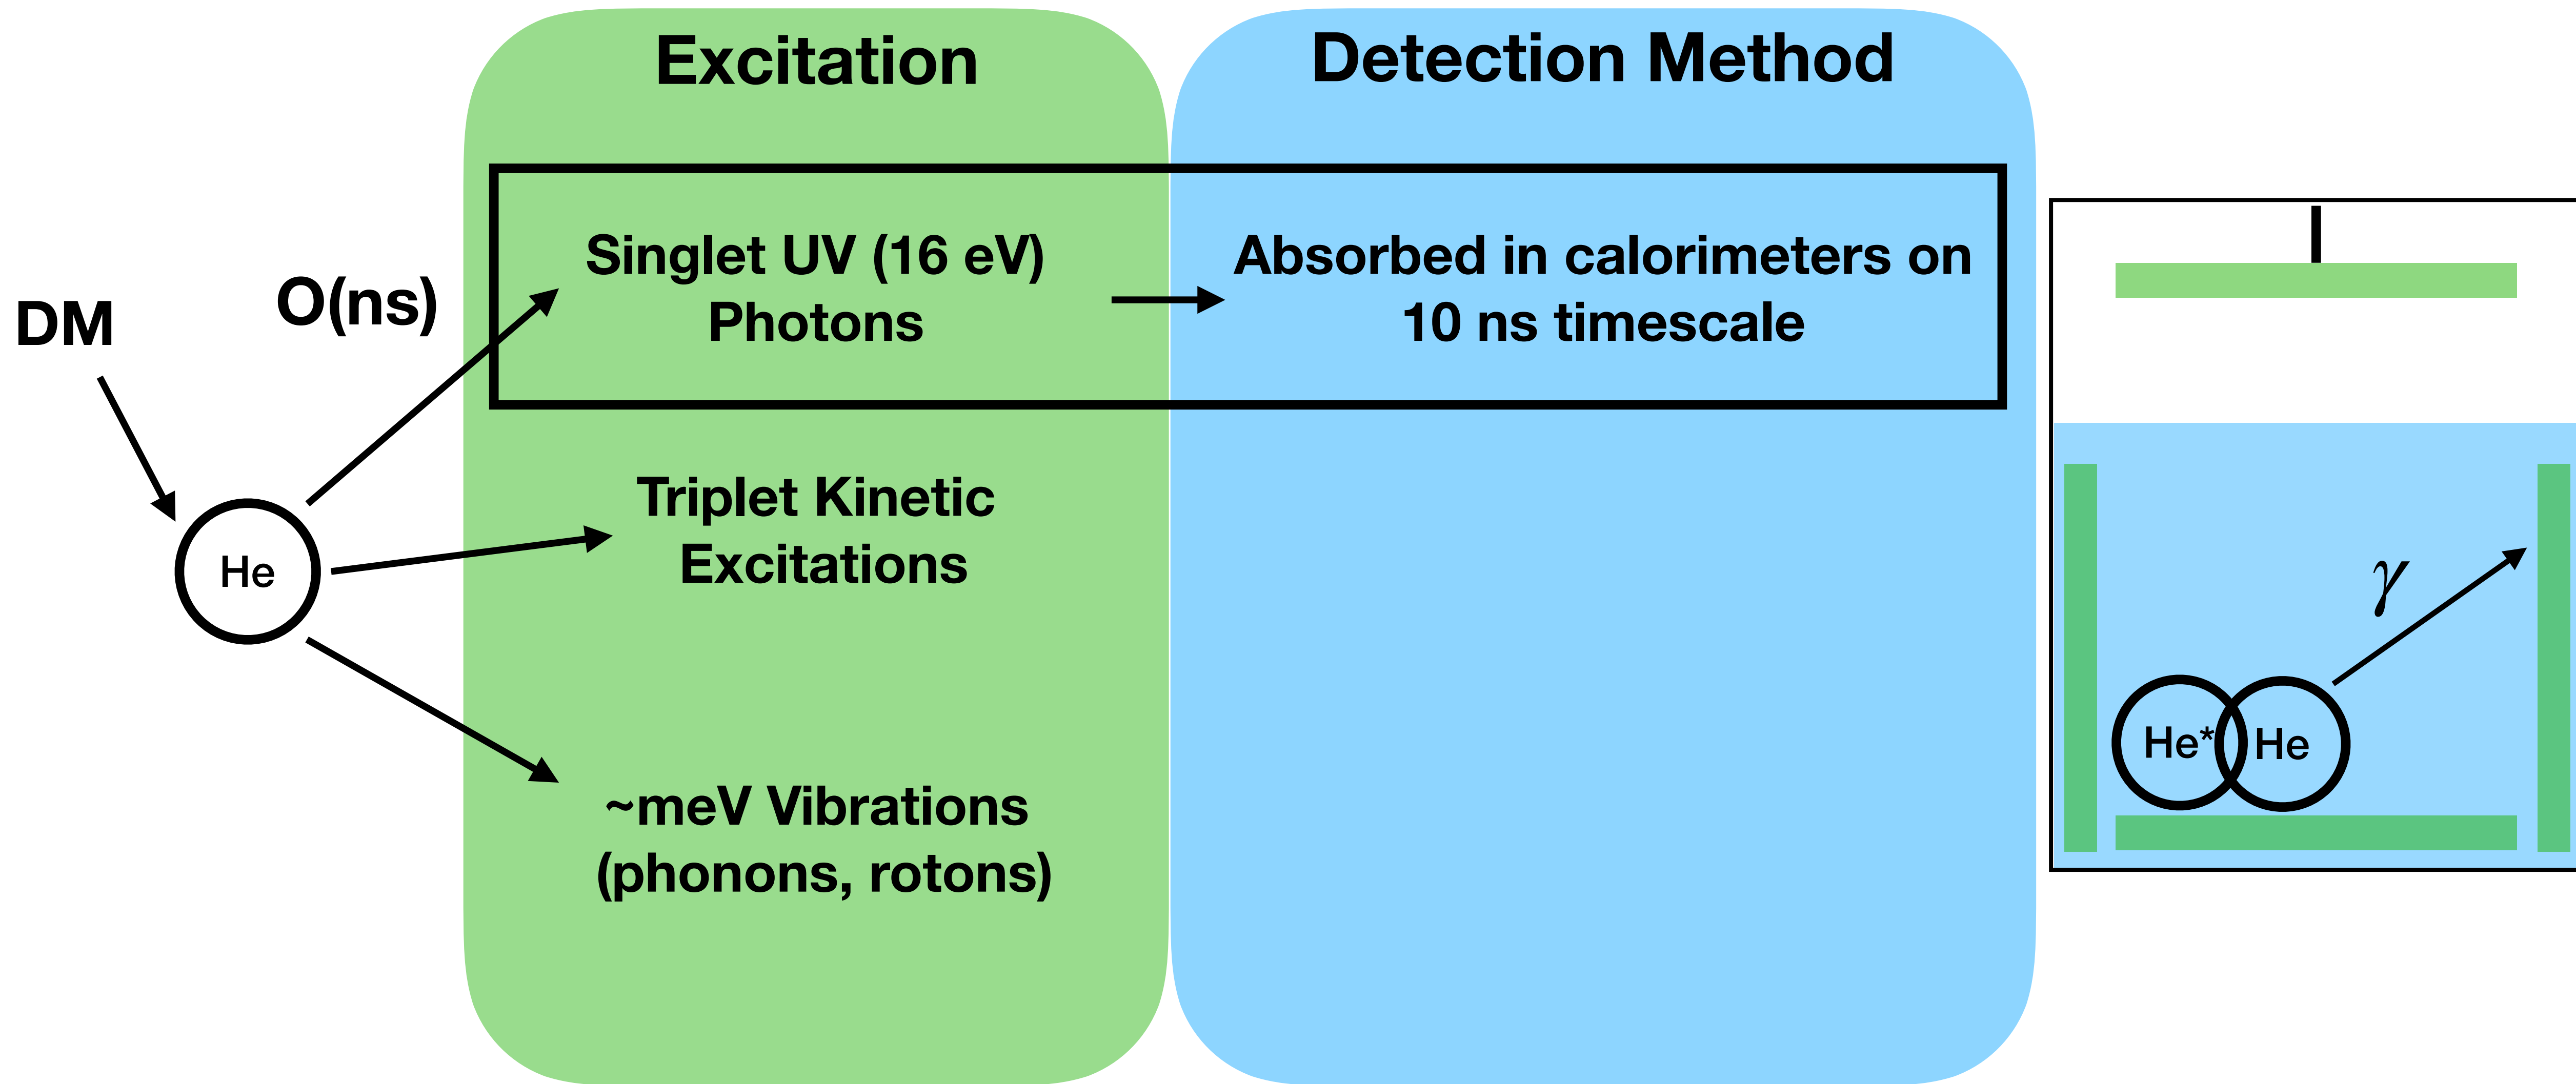 Excitation
Detection Method
DM
O(ns)
He
Singlet UV (16 eV)
Photons
Absorbed in calorimeters on
10 ns timescale
Triplet Kinetic
Excitations
~meV Vibrations
(phonons, rotons)
γ
He*
He